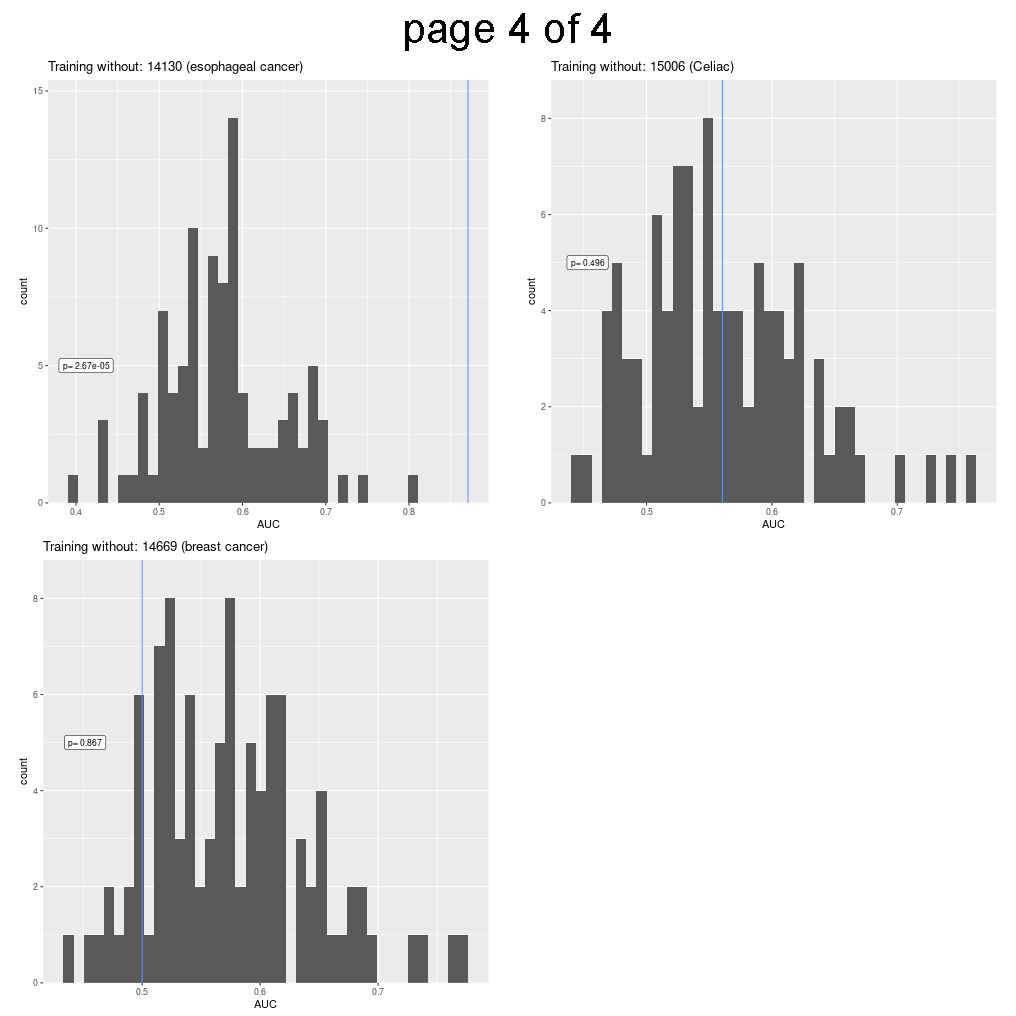 page 4 of 4
Training without: 14130 (esophageal cancer)
15
10
5
0
count
p= 2.67e-05
0.4 0.5 0.6 0.7 0.8
AUC
Training without: 15006 (Celiac)
8
6
4
2
0
count
p= 0.496
0.5 0.6 0.7
AUC
Training without: 14669 (breast cancer)
8
6
4
2
0
count
p= 0.867
0.5 0.6 0.7
AUC